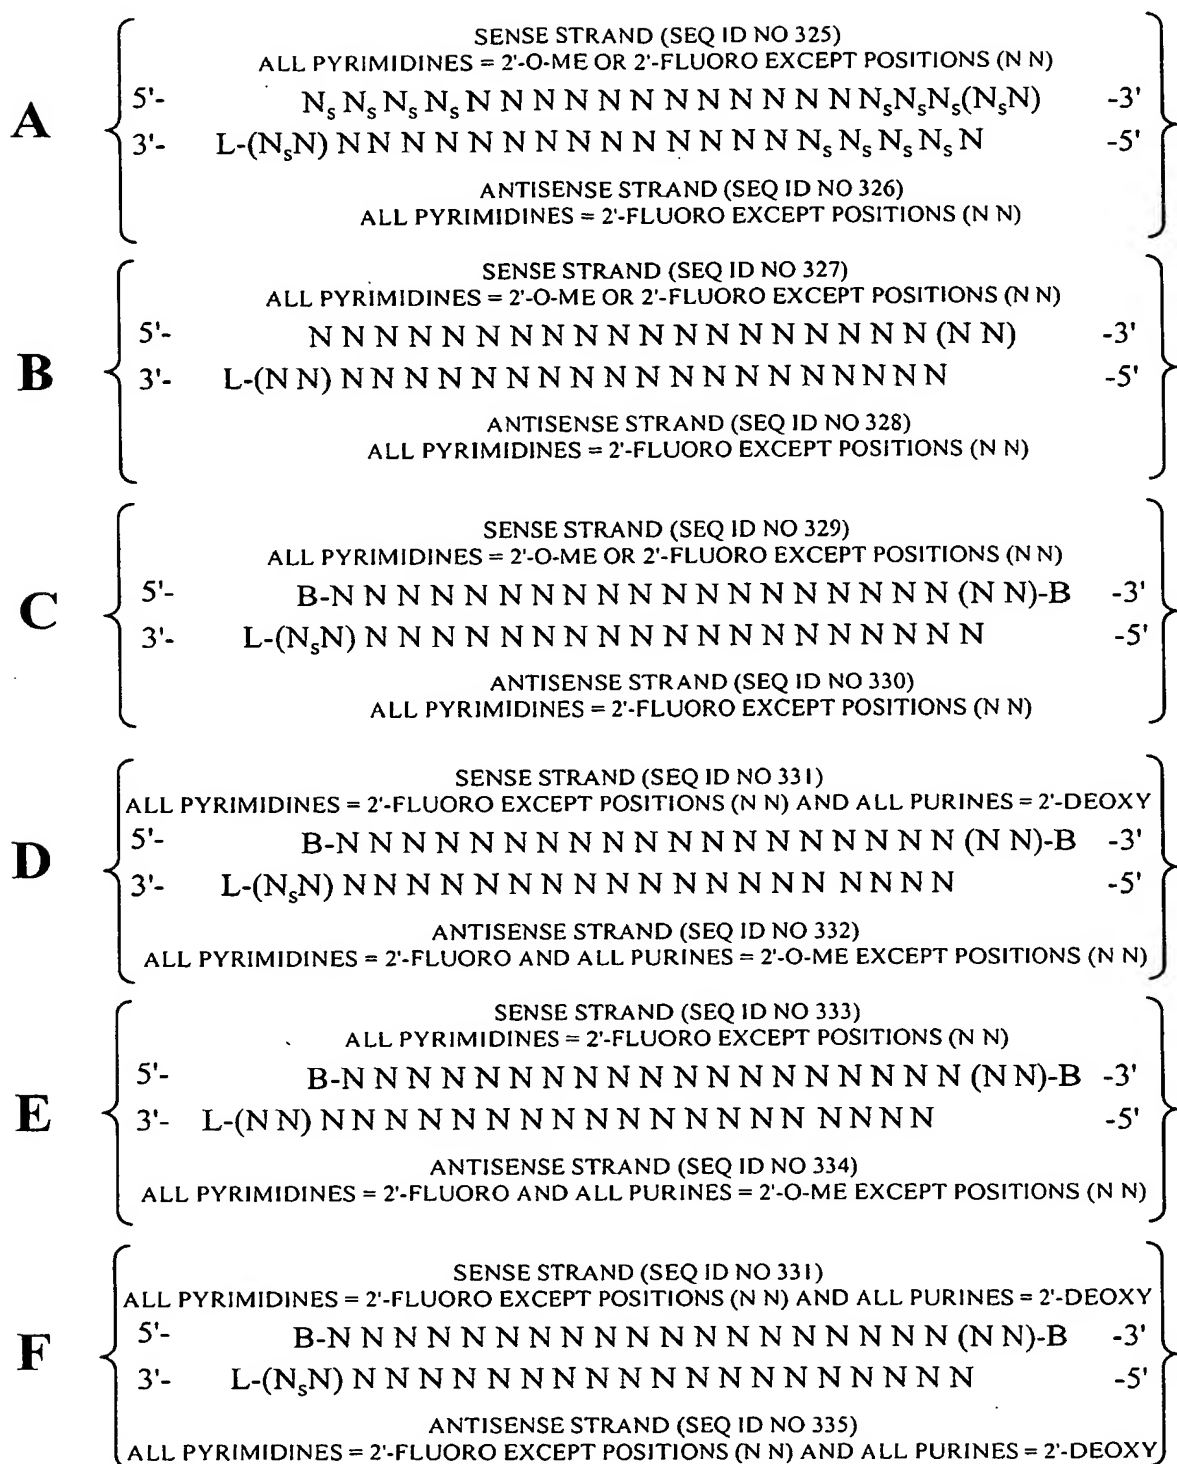 A
SENSE STRAND (SEQ ID NO 325)
ALL PYRIMIDINES = 2'-O-ME OR 2'-FLUORO EXCEPT POSITIONS (N N)
5'- NₛNₛNₛNₛN N N N N N N N N N N N NₛNₛNₛ(NₛN) -3'
3'- L-(NₛN) N N N N N N N N N N N N N N NₛNₛNₛNₛN -5'
ANTISENSE STRAND (SEQ ID NO 326)
ALL PYRIMIDINES = 2'-FLUORO EXCEPT POSITIONS (N N)
B
SENSE STRAND (SEQ ID NO 327)
ALL PYRIMIDINES = 2'-O-ME OR 2'-FLUORO EXCEPT POSITIONS (N N)
5'- N N N N N N N N N N N N N N N N N N N (N N) -3'
3'- L-(N N) N N N N N N N N N N N N N N N N N N N -5'
ANTISENSE STRAND (SEQ ID NO 328)
ALL PYRIMIDINES = 2'-FLUORO EXCEPT POSITIONS (N N)
C
SENSE STRAND (SEQ ID NO 329)
ALL PYRIMIDINES = 2'-O-ME OR 2'-FLUORO EXCEPT POSITIONS (N N)
5'- B-N N N N N N N N N N N N N N N N N N N (N N)-B -3'
3'- L-(NₛN) N N N N N N N N N N N N N N N N N N N -5'
ANTISENSE STRAND (SEQ ID NO 330)
ALL PYRIMIDINES = 2'-FLUORO EXCEPT POSITIONS (N N)
D
SENSE STRAND (SEQ ID NO 331)
ALL PYRIMIDINES = 2'-FLUORO EXCEPT POSITIONS (N N) AND ALL PURINES = 2'-DEOXY
5'- B-N N N N N N N N N N N N N N N N N N N (N N)-B -3'
3'- L-(NₛN) N N N N N N N N N N N N N N N N N N N -5'
ANTISENSE STRAND (SEQ ID NO 332)
ALL PYRIMIDINES = 2'-FLUORO AND ALL PURINES = 2'-O-ME EXCEPT POSITIONS (N N)
E
SENSE STRAND (SEQ ID NO 333)
ALL PYRIMIDINES = 2'-FLUORO EXCEPT POSITIONS (N N)
5'- B-N N N N N N N N N N N N N N N N N N N (N N)-B -3'
3'- L-(N N) N N N N N N N N N N N N N N N N N N N -5'
ANTISENSE STRAND (SEQ ID NO 334)
ALL PYRIMIDINES = 2'-FLUORO AND ALL PURINES = 2'-O-ME EXCEPT POSITIONS (N N)
F
SENSE STRAND (SEQ ID NO 331)
ALL PYRIMIDINES = 2'-FLUORO EXCEPT POSITIONS (N N) AND ALL PURINES = 2'-DEOXY
5'- B-N N N N N N N N N N N N N N N N N N N (N N)-B -3'
3'- L-(NₛN) N N N N N N N N N N N N N N N N N N N -5'
ANTISENSE STRAND (SEQ ID NO 335)
ALL PYRIMIDINES = 2'-FLUORO EXCEPT POSITIONS (N N) AND ALL PURINES = 2'-DEOXY